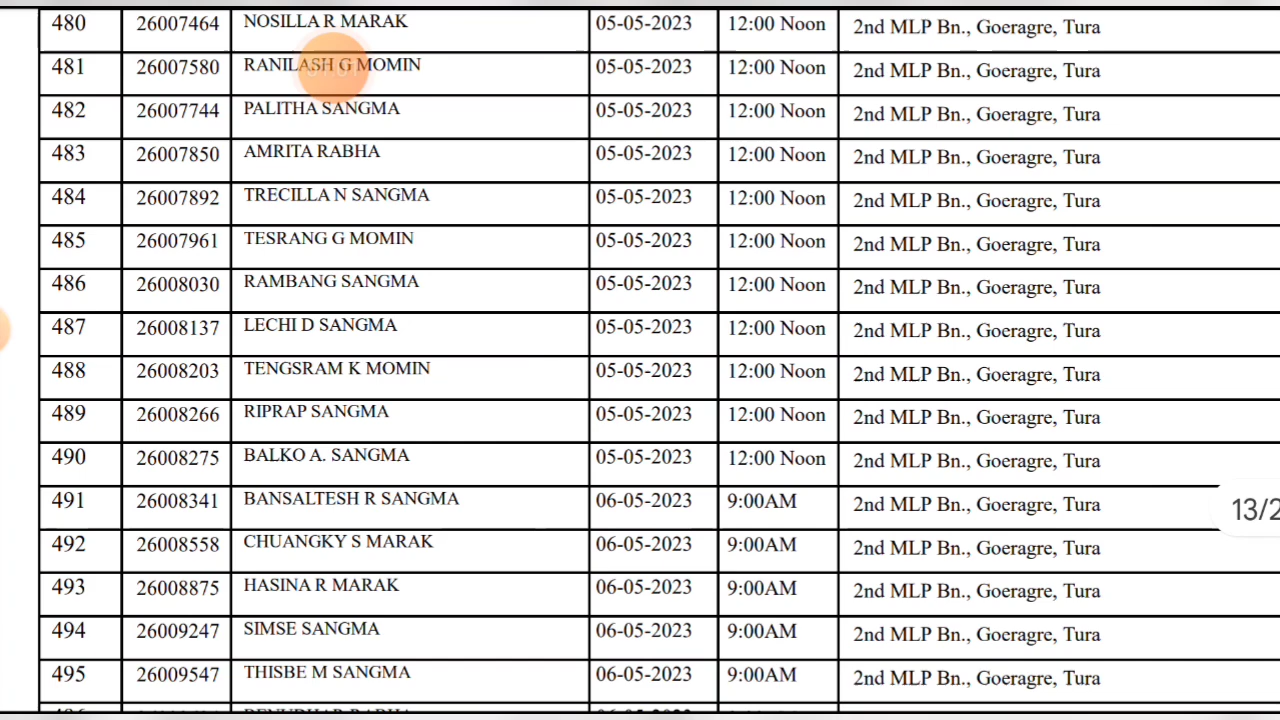 480 26007464 NOSILLA R MARAK 05-05-2023 12:00 Noon 2nd MLP Bn., Goeragre, Tura
481 26007580 RANILASH G MOMIN 05-05-2023 12:00 Noon 2nd MLP Bn., Goeragre, Tura
482 26007744 PALITHA SANGMA 05-05-2023 12:00 Noon 2nd MLP Bn., Goeragre, Tura
483 26007850 AMRITA RABHA 05-05-2023 12:00 Noon 2nd MLP Bn., Goeragre, Tura
484 26007892 TRECILLA N SANGMA 05-05-2023 12:00 Noon 2nd MLP Bn., Goeragre, Tura
485 26007961 TESRANG G MOMIN 05-05-2023 12:00 Noon 2nd MLP Bn., Goeragre, Tura
486 26008030 RAMBANG SANGMA 05-05-2023 12:00 Noon 2nd MLP Bn., Goeragre, Tura
487 26008137 LECHI D SANGMA 05-05-2023 12:00 Noon 2nd MLP Bn., Goeragre, Tura
488 26008203 TENGSRAM K MOMIN 05-05-2023 12:00 Noon 2nd MLP Bn., Goeragre, Tura
489 26008266 RIPRAP SANGMA 05-05-2023 12:00 Noon 2nd MLP Bn., Goeragre, Tura
490 26008275 BALKO A. SANGMA 05-05-2023 12:00 Noon 2nd MLP Bn., Goeragre, Tura
491 26008341 BANSALTESH R SANGMA 06-05-2023 9:00AM 2nd MLP Bn., Goeragre, Tura
13/2
492 26008558 CHUANGKY S MARAK 06-05-2023 9:00AM 2nd MLP Bn., Goeragre, Tura
493 26008875 HASINA R MARAK 06-05-2023 9:00AM 2nd MLP Bn., Goeragre, Tura
494 26009247 SIMSE SANGMA 06-05-2023 9:00AM 2nd MLP Bn., Goeragre, Tura
495 26009547 THISBE M SANGMA 06-05-2023 9:00AM 2nd MLP Bn., Goeragre, Tura